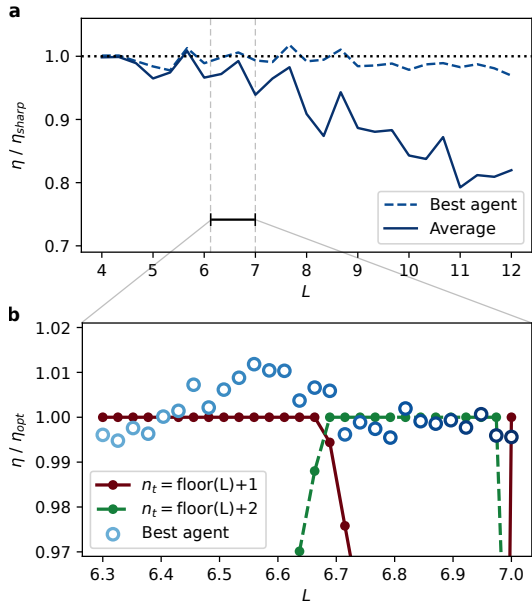 a
1.0
0.9
0.8
0.7
η / η_sharp
Best agent
Average
4 5 6 7 8 9 10 11 12
L
b
1.02
1.01
1.00
0.99
0.98
0.97
η / η_opt
n_t = floor(L)+1
n_t = floor(L)+2
Best agent
6.3 6.4 6.5 6.6 6.7 6.8 6.9 7.0
L